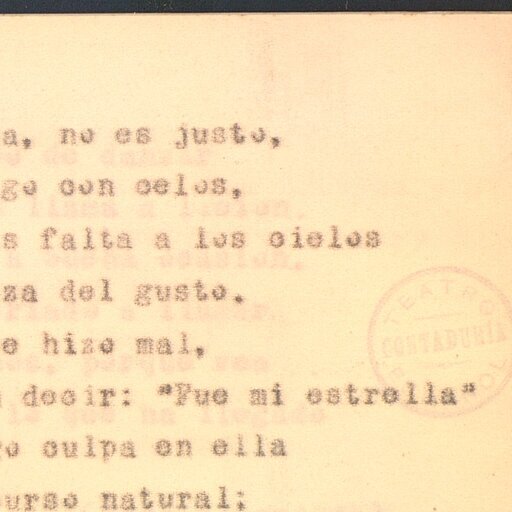 a, no es justo,
go con celos,
s falta a los cielos
za del gusto.
e hizo mal,
decir: "Fue mi estrella"
o culpa en ella
urso natural;
TEATRO
CONTADURIA